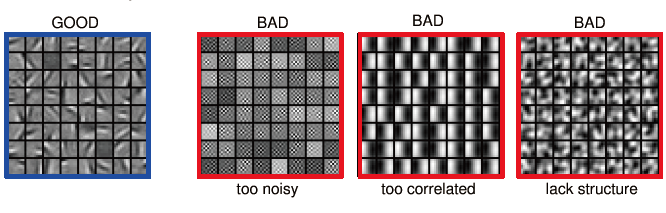 GOOD
BAD
BAD
BAD
too noisy
too correlated
lack structure